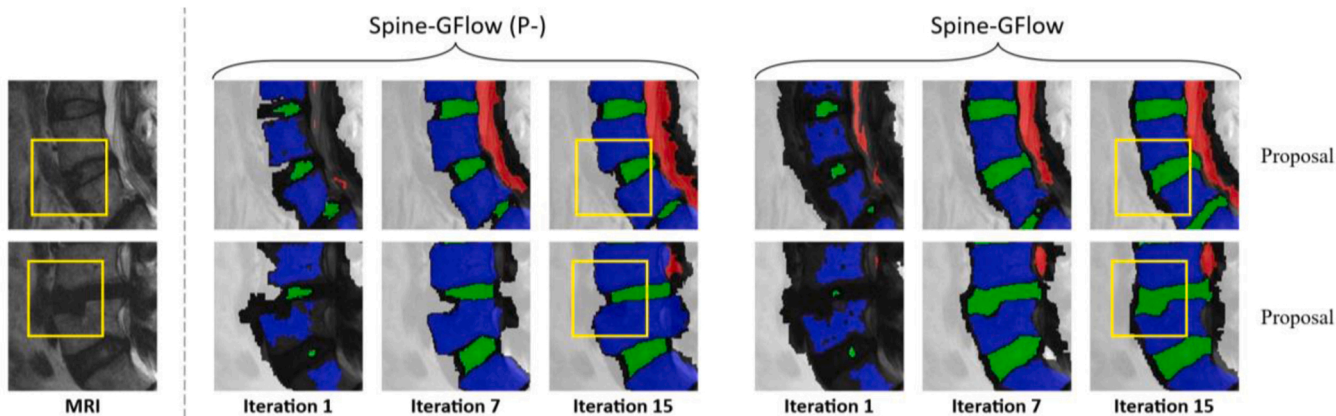 Spine-GFlow (P-)
Spine-GFlow
Proposal
Proposal
MRI
Iteration 1
Iteration 7
Iteration 15
Iteration 1
Iteration 7
Iteration 15